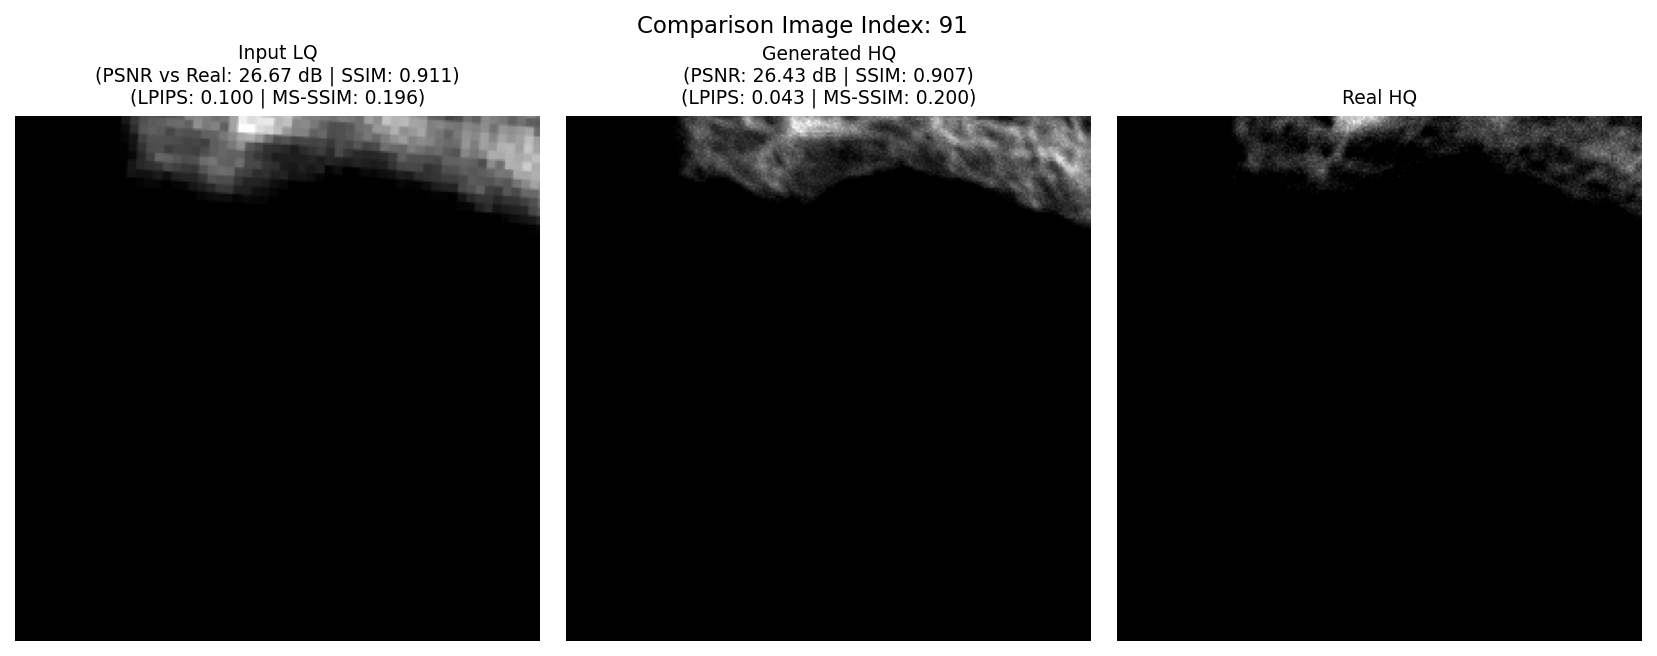 Comparison Image Index: 91
Input LQ
(PSNR vs Real: 26.67 dB | SSIM: 0.911)
(LPIPS: 0.100 | MS-SSIM: 0.196)
Generated HQ
(PSNR: 26.43 dB | SSIM: 0.907)
(LPIPS: 0.043 | MS-SSIM: 0.200)
Real HQ